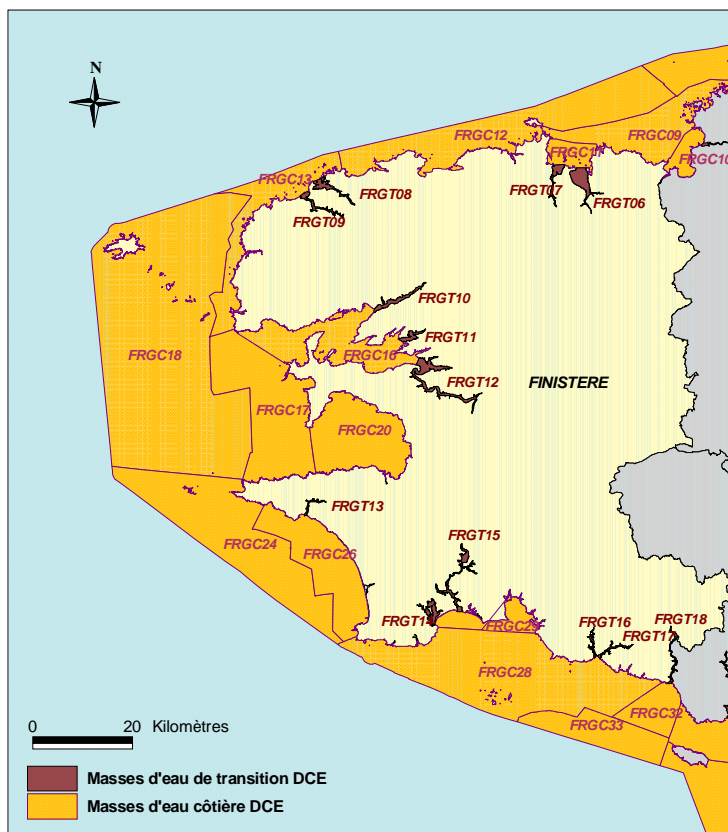 N
FRGC12
FRGC09
FRGC11
FRGC10
FRGC13
FRGT08
FRGT07
FRGT06
FRGT09
FRGT10
FRGT11
FRGC16
FRGC18
FRGT12
FINISTERE
FRGC17
FRGC20
FRGT13
FRGT15
FRGC24
FRGC26
FRGT14
FRGC29
FRGT16
FRGT18
FRGT17
FRGC28
FRGC32
FRGC33
0 20 Kilomètres
Masses d'eau de transition DCE
Masses d'eau côtière DCE